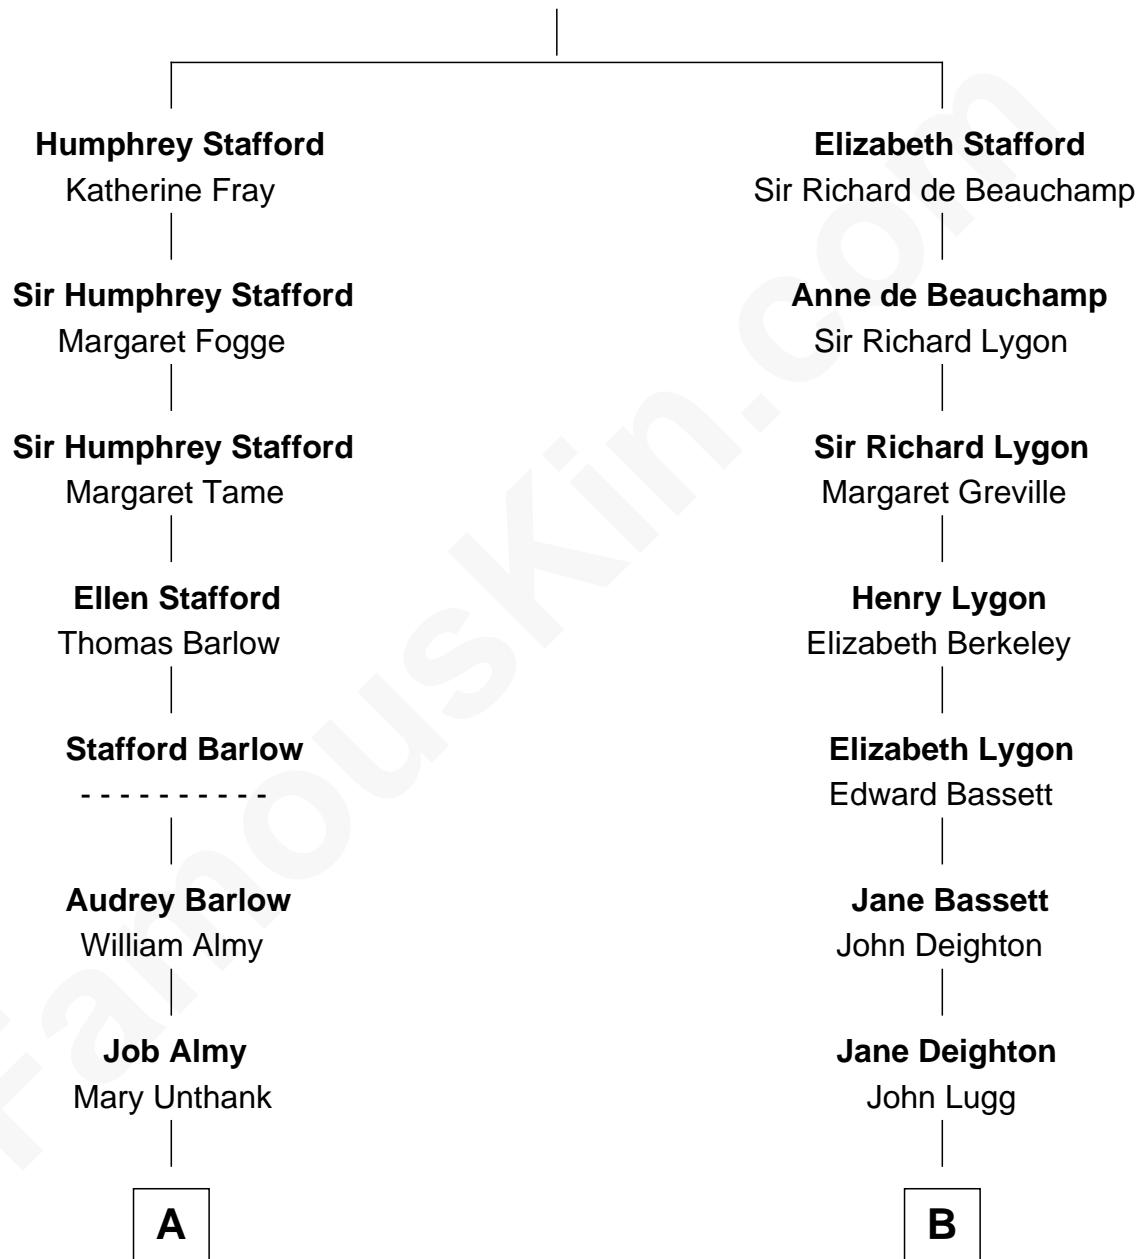 Humphrey Stafford
Katherine Fray
Elizabeth Stafford
Sir Richard de Beauchamp
Sir Humphrey Stafford
Margaret Fogge
Anne de Beauchamp
Sir Richard Lygon
Sir Humphrey Stafford
Margaret Tame
Sir Richard Lygon
Margaret Greville
Ellen Stafford
Thomas Barlow
Henry Lygon
Elizabeth Berkeley
Stafford Barlow
- - - - - - - - - -
Elizabeth Lygon
Edward Bassett
Audrey Barlow
William Almy
Jane Bassett
John Deighton
Job Almy
Mary Unthank
Jane Deighton
John Lugg
A
B
FamousKin.com